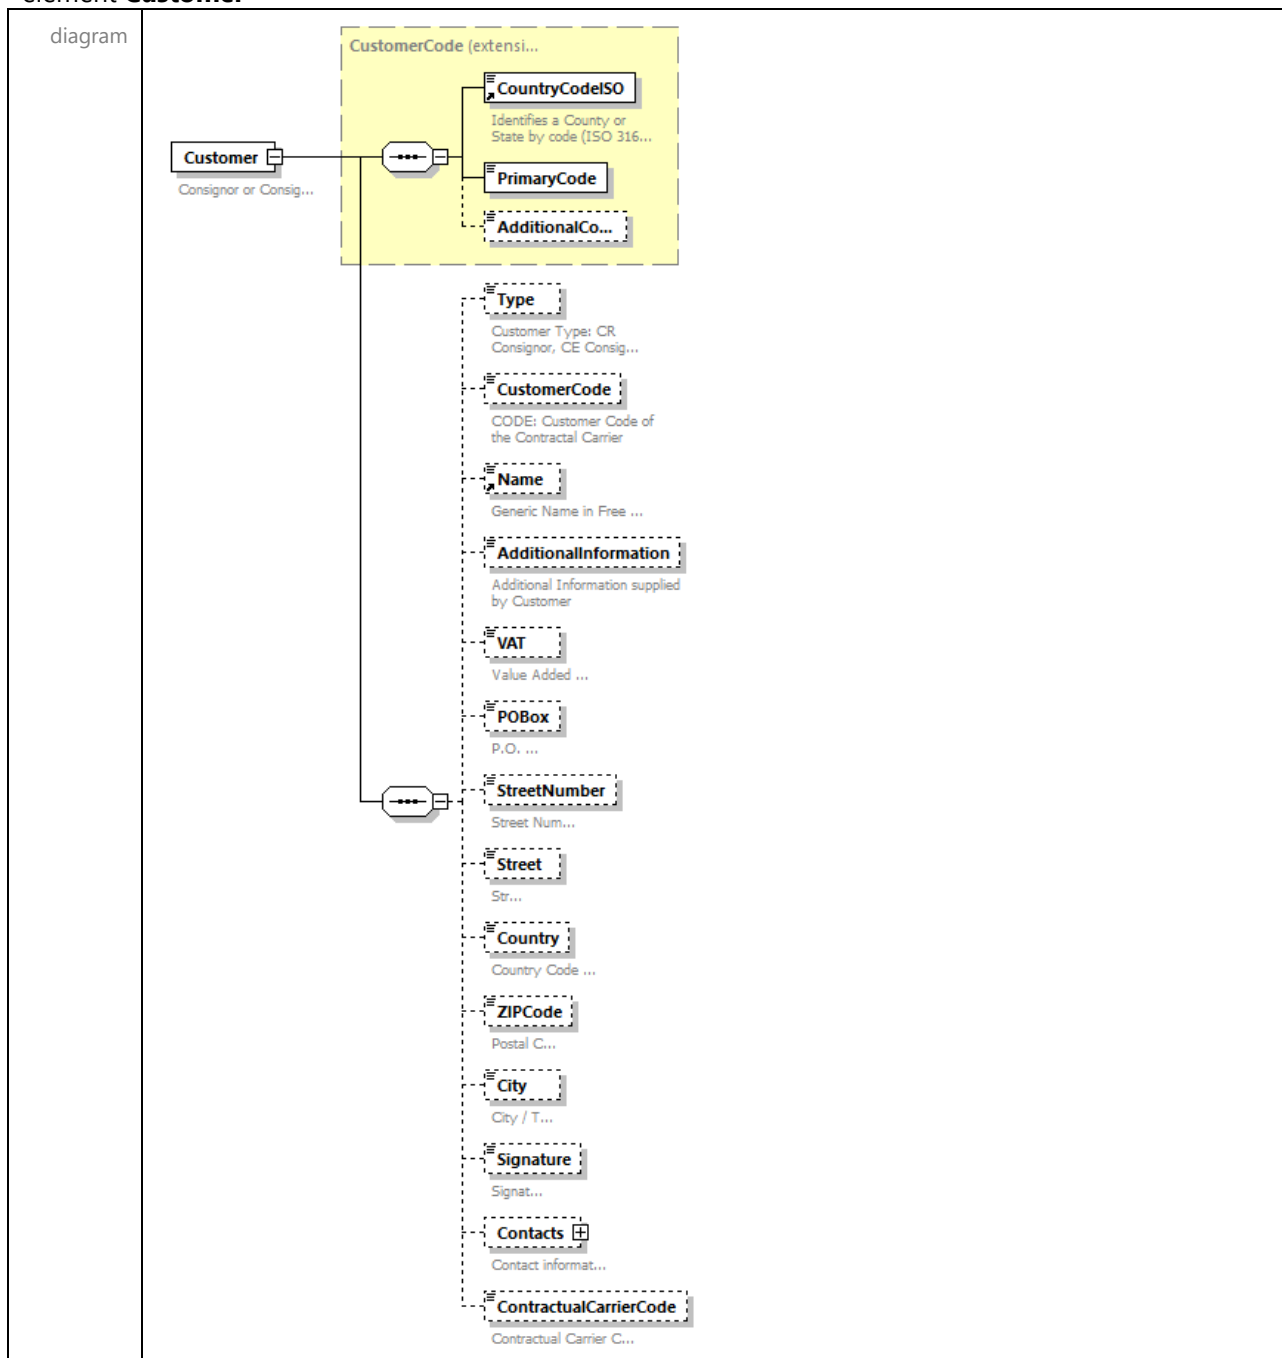 element Customer
diagram
CustomerCode (extensi...
CountryCodeISO
Identifies a County or
State by code (ISO 316...
Customer
Consignor or Consig...
PrimaryCode
AdditionalCo...
Type
Customer Type: CR
Consignor, CE Consig...
CustomerCode
CODE: Customer Code of
the Contractal Carrier
Name
Generic Name in Free ...
AdditionalInformation
Additional Information supplied
by Customer
VAT
Value Added ...
POBox
P.O. ...
StreetNumber
Street Num...
Street
Str...
Country
Country Code ...
ZIPCode
Postal C...
City
City / T...
Signature
Signat...
Contacts
Contact informat...
ContractualCarrierCode
Contractual Carrier C...